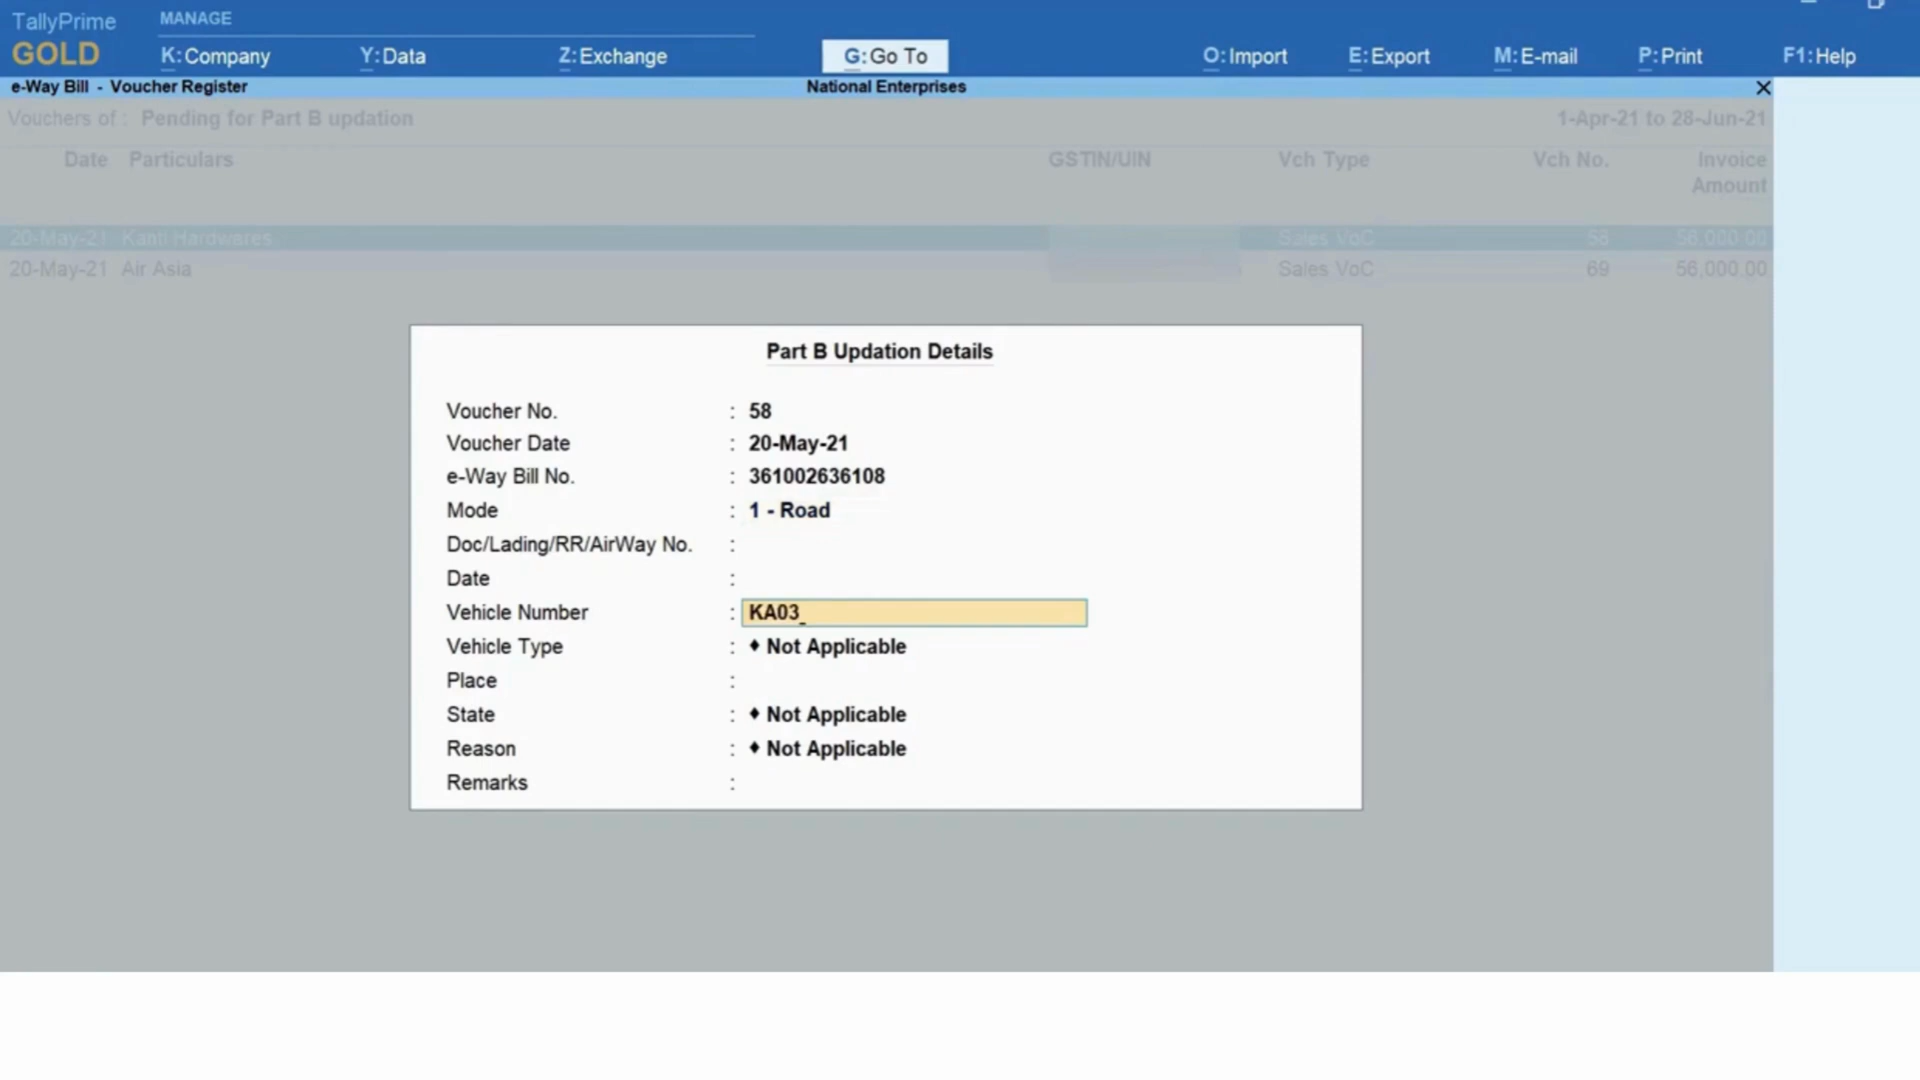 TallyPrime MANAGE
GOLD K:Company Y:Data Z:Exchange G:Go To O:Import E:Export M:E-mail P:Print F1:Help
e-Way Bill - Voucher Register National Enterprises
Vouchers of : Pending for Part B updation 1-Apr-21 to 28-Jun-21
Date Particulars GSTIN/UIN Vch Type Vch No. Invoice
Amount
20-May-21 Kanti Hardwares Sales VoC 58 56,000.00
20-May-21 Air Asia Sales VoC 69 56,000.00
Part B Updation Details
Voucher No. : 58
Voucher Date : 20-May-21
e-Way Bill No. : 361002636108
Mode : 1 - Road
Doc/Lading/RR/AirWay No. :
Date :
Vehicle Number : KA03
Vehicle Type : ♦ Not Applicable
Place :
State : ♦ Not Applicable
Reason : ♦ Not Applicable
Remarks :